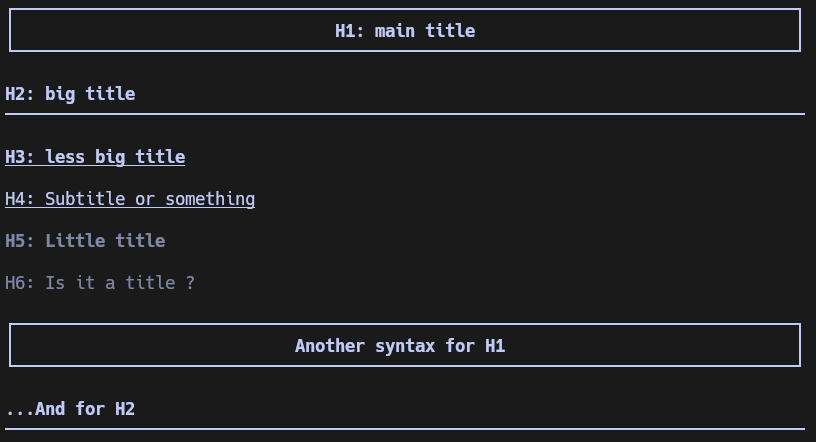 H1: main title
H2: big title
H3: less big title
H4: Subtitle or something
H5: Little title
H6: Is it a title ?
Another syntax for H1
...And for H2